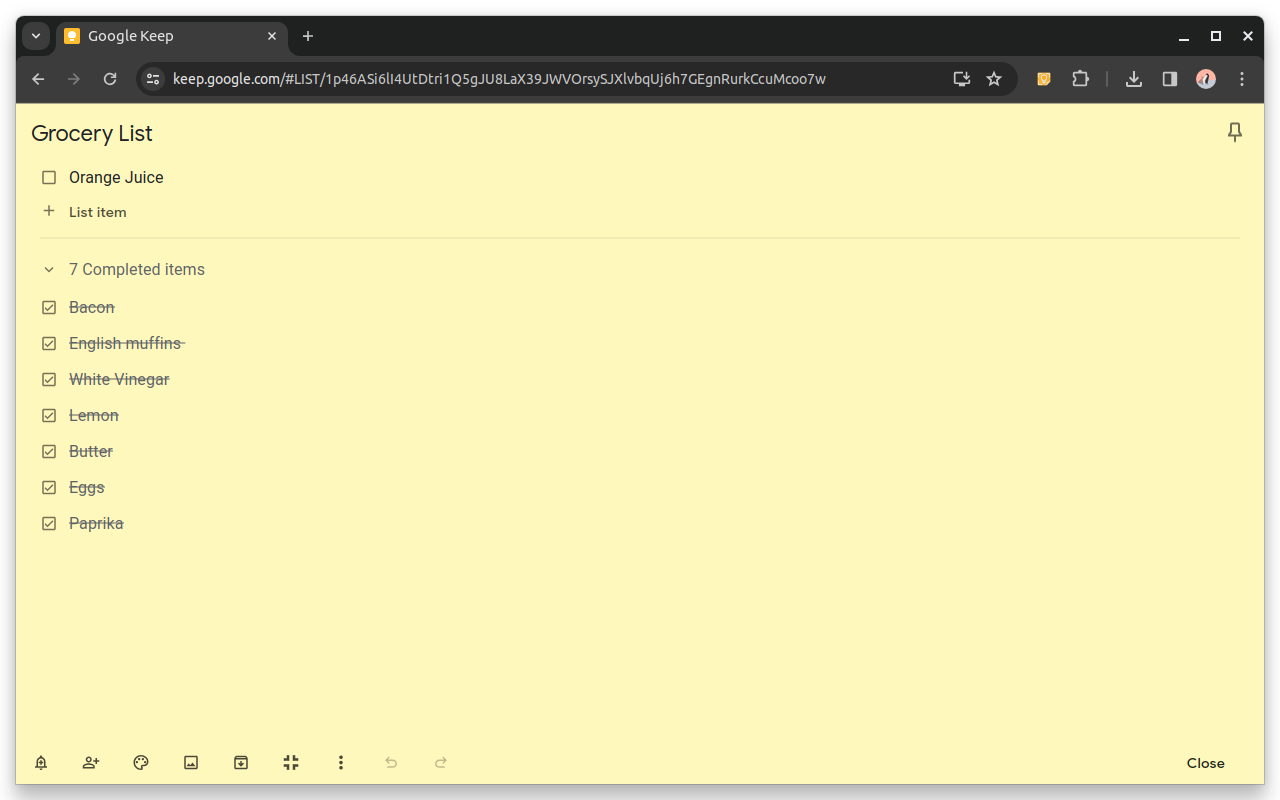 Google Keep
keep.google.com/#LIST/1p46ASi6lI4UtDtri1Q5gJU8LaX39JWVOrsySJXlvbqUj6h7GEgnRurkCcuMcoo7w
Grocery List
Orange Juice
List item
7 Completed items
Bacon
English muffins
White Vinegar
Lemon
Butter
Eggs
Paprika
Close